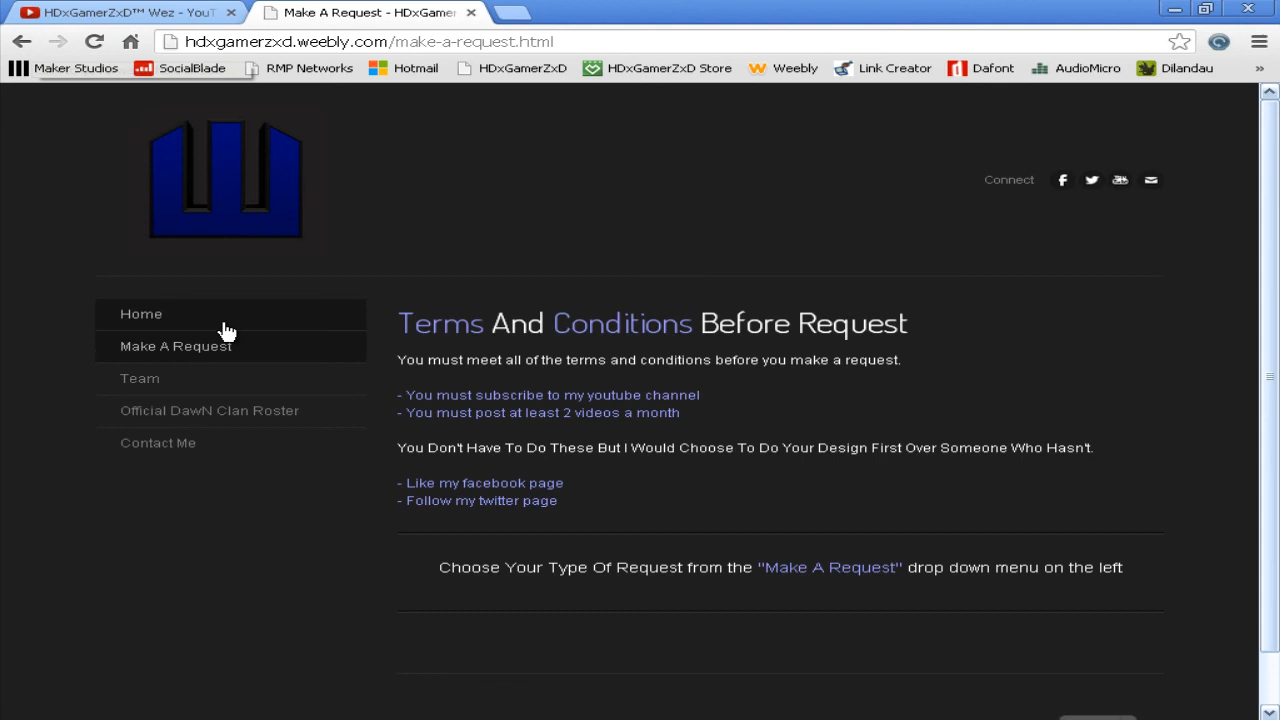 HDxGamerZxD™ Wez - YouT
Make A Request - HDxGamer
hdxgamerzxd.weebly.com/make-a-request.html
Maker Studios SocialBlade RMP Networks Hotmail HDxGamerZxD HDxGamerZxD Store Weebly Link Creator Dafont AudioMicro Dilandau »
Connect
Home
Make A Request
Team
Official DawN Clan Roster
Contact Me
Terms And Conditions Before Request
You must meet all of the terms and conditions before you make a request.
- You must subscribe to my youtube channel
- You must post at least 2 videos a month
You Don't Have To Do These But I Would Choose To Do Your Design First Over Someone Who Hasn't.
- Like my facebook page
- Follow my twitter page
Choose Your Type Of Request from the "Make A Request" drop down menu on the left